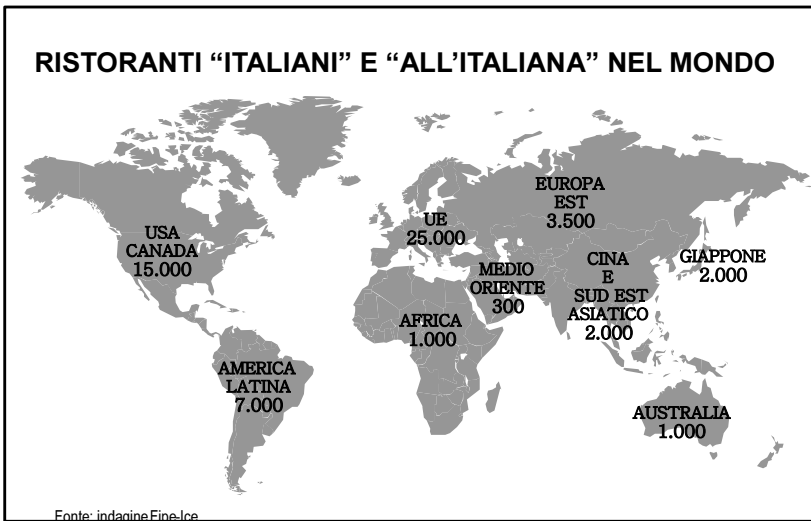 RISTORANTI “ITALIANI” E “ALL’ITALIANA” NEL MONDO
USA
CANADA
15.000
AMERICA
LATINA
7.000
UE
25.000
AFRICA
1.000
MEDIO
ORIENTE
300
EUROPA
EST
3.500
CINA
E
SUD EST
ASIATICO
2.000
GIAPPONE
2.000
AUSTRALIA
1.000
Fonte: indagine Fipe-Ice